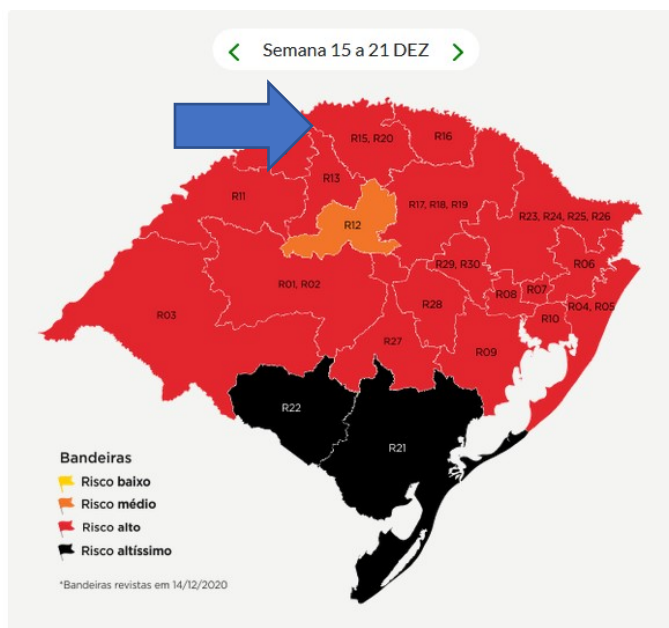 Semana 15 a 21 DEZ
R15, R20
R16
R13
R11
R17, R18, R19
R12
R23, R24, R25, R26
R29, R30
R06
R01, R02
R08
R07
R04, R05
R28
R03
R10
R27
R09
R22
R21
Bandeiras
Risco baixo
Risco médio
Risco alto
Risco altíssimo
*Bandeiras revistas em 14/12/2020